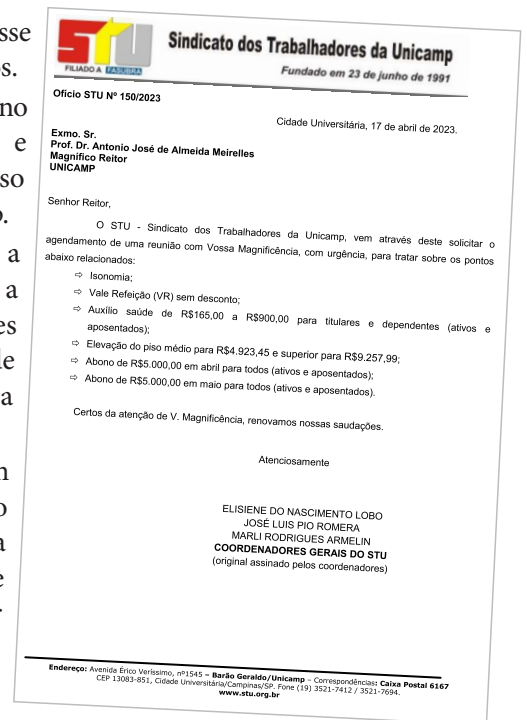 sse
os.
no
e
so
o.
a
a
es
de
a
m
o
a
e
STU
FILIADO A FASUBRA
Sindicato dos Trabalhadores da Unicamp
Fundado em 23 de junho de 1991
Ofício STU Nº 150/2023
Cidade Universitária, 17 de abril de 2023.
Exmo. Sr.
Prof. Dr. Antonio José de Almeida Meirelles
Magnífico Reitor
UNICAMP
Senhor Reitor,
O STU - Sindicato dos Trabalhadores da Unicamp, vem através deste solicitar o
agendamento de uma reunião com Vossa Magnificência, com urgência, para tratar sobre os pontos
abaixo relacionados:
⇨ Isonomia;
⇨ Vale Refeição (VR) sem desconto;
⇨ Auxílio saúde de R$165,00 a R$900,00 para titulares e dependentes (ativos e
aposentados);
⇨ Elevação do piso médio para R$4.923,45 e superior para R$9.257,99;
⇨ Abono de R$5.000,00 em abril para todos (ativos e aposentados);
⇨ Abono de R$5.000,00 em maio para todos (ativos e aposentados).
Certos da atenção de V. Magnificência, renovamos nossas saudações.
Atenciosamente
ELISIENE DO NASCIMENTO LOBO
JOSÉ LUIS PIO ROMERA
MARLI RODRIGUES ARMELIN
COORDENADORES GERAIS DO STU
(original assinado pelos coordenadores)
Endereço: Avenida Érico Veríssimo, nº1545 – Barão Geraldo/Unicamp – Correspondências: Caixa Postal 6167
CEP 13083-851, Cidade Universitária/Campinas/SP. Fone (19) 3521-7412 / 3521-7694.
www.stu.org.br